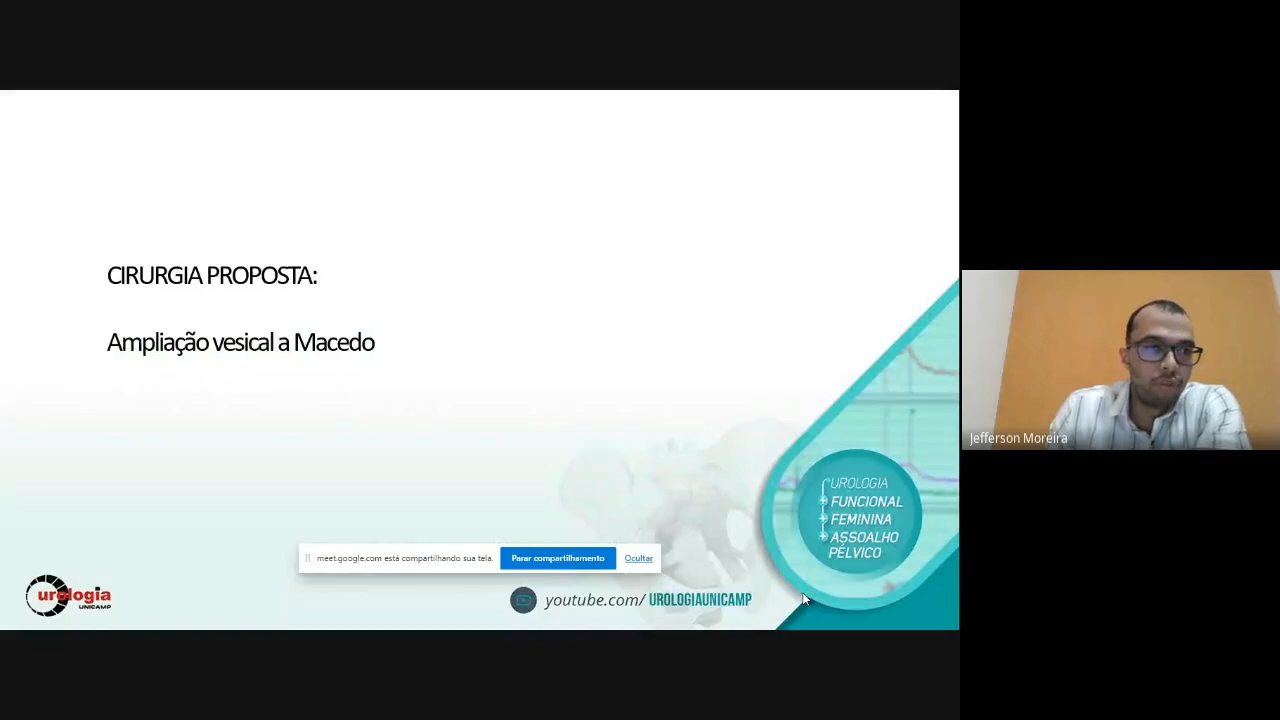 CIRURGIA PROPOSTA:
Ampliação vesical a Macedo
Jefferson Moreira
UROLOGIA
FUNCIONAL
FEMININA
ASSOALHO
PÉLVICO
meet.google.com está compartilhando sua tela.
Parar compartilhamento
Ocultar
urologia
UNICAMP
youtube.com/ UROLOGIAUNICAMP